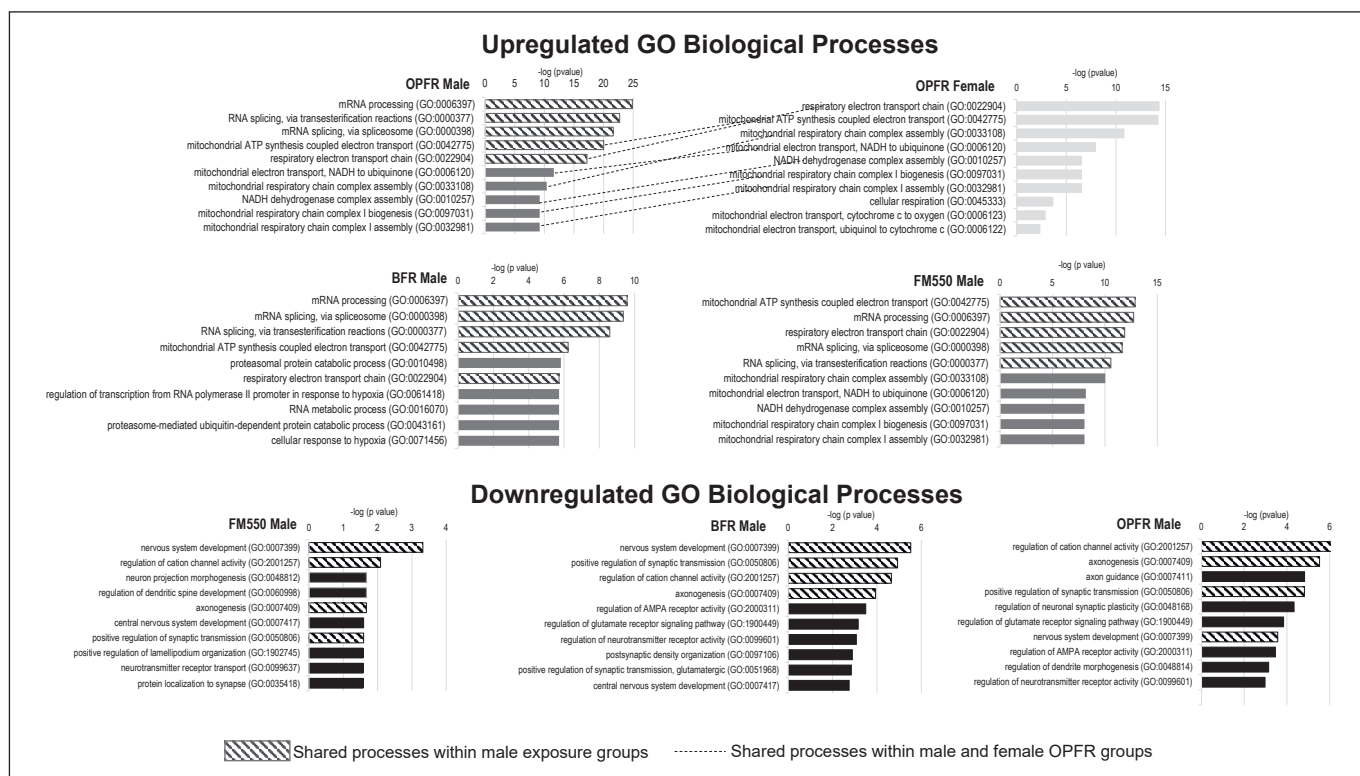 Upregulated GO Biological Processes
OPFR Male
-log (pvalue)
0 5 10 15 20 25
mRNA processing (GO:0006397)
RNA splicing, via transesterification reactions (GO:0000377)
mRNA splicing, via spliceosome (GO:0000398)
mitochondrial ATP synthesis coupled electron transport (GO:0042775)
respiratory electron transport chain (GO:0022904)
mitochondrial electron transport, NADH to ubiquinone (GO:0006120)
mitochondrial respiratory chain complex assembly (GO:0033108)
NADH dehydrogenase complex assembly (GO:0010257)
mitochondrial respiratory chain complex I biogenesis (GO:0097031)
mitochondrial respiratory chain complex I assembly (GO:0032981)
OPFR Female
-log (pvalue)
0 5 10 15
respiratory electron transport chain (GO:0022904)
mitochondrial ATP synthesis coupled electron transport (GO:0042775)
mitochondrial respiratory chain complex assembly (GO:0033108)
mitochondrial electron transport, NADH to ubiquinone (GO:0006120)
NADH dehydrogenase complex assembly (GO:0010257)
mitochondrial respiratory chain complex I biogenesis (GO:0097031)
mitochondrial respiratory chain complex I assembly (GO:0032981)
cellular respiration (GO:0045333)
mitochondrial electron transport, cytochrome c to oxygen (GO:0006123)
mitochondrial electron transport, ubiquinol to cytochrome c (GO:0006122)
BFR Male
-log (p value)
0 2 4 6 8 10
mRNA processing (GO:0006397)
mRNA splicing, via spliceosome (GO:0000398)
RNA splicing, via transesterification reactions (GO:0000377)
mitochondrial ATP synthesis coupled electron transport (GO:0042775)
proteasomal protein catabolic process (GO:0010498)
respiratory electron transport chain (GO:0022904)
regulation of transcription from RNA polymerase II promoter in response to hypoxia (GO:0061418)
RNA metabolic process (GO:0016070)
proteasome-mediated ubiquitin-dependent protein catabolic process (GO:0043161)
cellular response to hypoxia (GO:0071456)
FM550 Male
-log (p value)
0 5 10 15
mitochondrial ATP synthesis coupled electron transport (GO:0042775)
mRNA processing (GO:0006397)
respiratory electron transport chain (GO:0022904)
mRNA splicing, via spliceosome (GO:0000398)
RNA splicing, via transesterification reactions (GO:0000377)
mitochondrial respiratory chain complex assembly (GO:0033108)
mitochondrial electron transport, NADH to ubiquinone (GO:0006120)
NADH dehydrogenase complex assembly (GO:0010257)
mitochondrial respiratory chain complex I biogenesis (GO:0097031)
mitochondrial respiratory chain complex I assembly (GO:0032981)
Downregulated GO Biological Processes
FM550 Male
-log (p value)
0 1 2 3 4
nervous system development (GO:0007399)
regulation of cation channel activity (GO:2001257)
neuron projection morphogenesis (GO:0048812)
regulation of dendritic spine development (GO:0060998)
axonogenesis (GO:0007409)
central nervous system development (GO:0007417)
positive regulation of synaptic transmission (GO:0050806)
positive regulation of lamellipodium organization (GO:1902745)
neurotransmitter receptor transport (GO:0099637)
protein localization to synapse (GO:0035418)
BFR Male
-log (p value)
0 2 4 6
nervous system development (GO:0007399)
positive regulation of synaptic transmission (GO:0050806)
regulation of cation channel activity (GO:2001257)
axonogenesis (GO:0007409)
regulation of AMPA receptor activity (GO:2000311)
regulation of glutamate receptor signaling pathway (GO:1900449)
regulation of neurotransmitter receptor activity (GO:0099601)
postsynaptic density organization (GO:0097106)
positive regulation of synaptic transmission, glutamatergic (GO:0051968)
central nervous system development (GO:0007417)
OPFR Male
-log (pvalue)
0 2 4 6
regulation of cation channel activity (GO:2001257)
axonogenesis (GO:0007409)
axon guidance (GO:0007411)
positive regulation of synaptic transmission (GO:0050806)
regulation of neuronal synaptic plasticity (GO:0048168)
regulation of glutamate receptor signaling pathway (GO:1900449)
nervous system development (GO:0007399)
regulation of AMPA receptor activity (GO:2000311)
regulation of dendrite morphogenesis (GO:0048814)
regulation of neurotransmitter receptor activity (GO:0099601)
Shared processes within male exposure groups
Shared processes within male and female OPFR groups